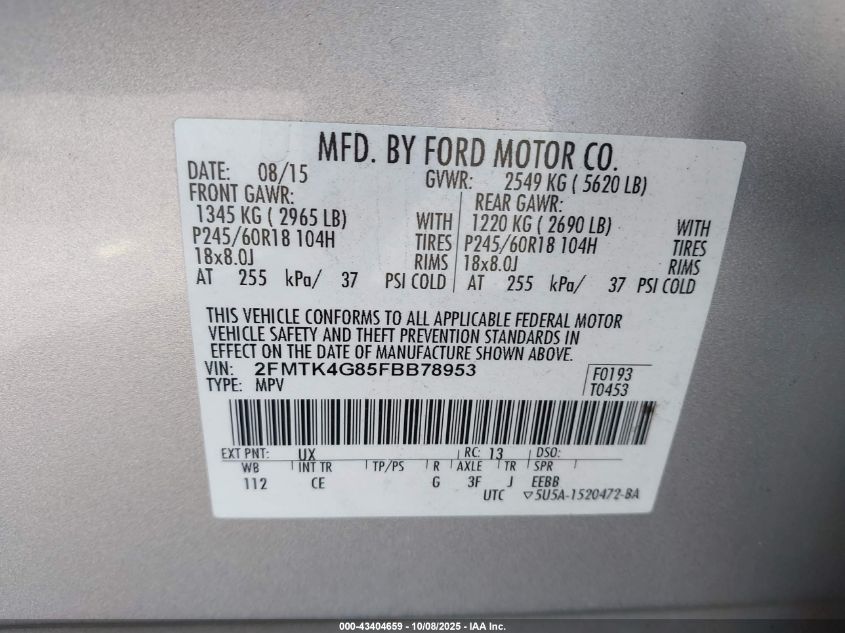 MFD. BY FORD MOTOR CO.
DATE: 08/15 GVWR: 2549 KG ( 5620 LB)
FRONT GAWR: REAR GAWR:
1345 KG ( 2965 LB) WITH 1220 KG ( 2690 LB) WITH
P245/60R18 104H TIRES P245/60R18 104H TIRES
18x8.0J RIMS 18x8.0J RIMS
AT 255 kPa/ 37 PSI COLD AT 255 kPa/ 37 PSI COLD
THIS VEHICLE CONFORMS TO ALL APPLICABLE FEDERAL MOTOR
VEHICLE SAFETY AND THEFT PREVENTION STANDARDS IN
EFFECT ON THE DATE OF MANUFACTURE SHOWN ABOVE.
VIN: 2FMTK4G85FBB78953 F0193
TYPE: MPV T0453
EXT PNT: UX RC: 13 DSO:
WB INT TR TP/PS R AXLE TR SPR
112 CE G 3F J EEBB
UTC ▽5U5A-1520472-BA
000-43404659 - 10/08/2025 - IAA Inc.